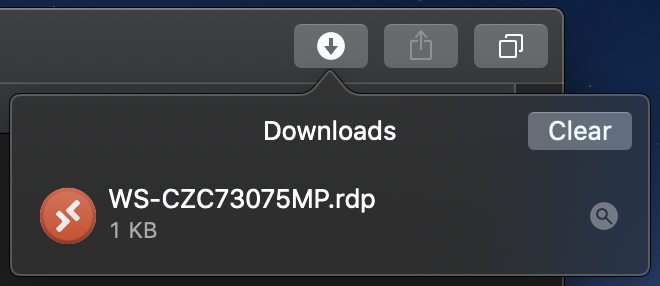 Downloads
Clear
WS-CZC73075MP.rdp
1 KB